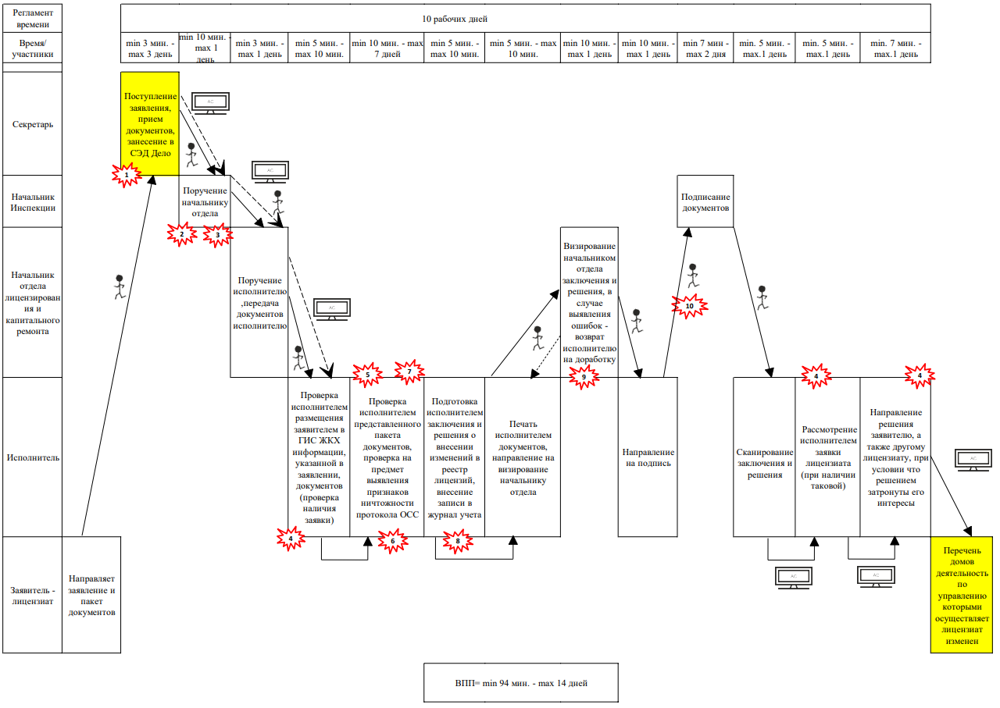 Регламент
времени
10 рабочих дней
Время/
участники
min 3 мин. -
max 3 день
min 10 мин. -
max 1
день
min 3 мин. -
max 1 день
min 5 мин. -
max 10 мин.
min 10 мин. - max
7 дней
min 5 мин. -
max 10 мин.
min 5 мин. - max
10 мин.
min 10 мин. -
max 1 день
min 10 мин. -
max 1 день
min 7 мин -
max 2 дня
min. 5 мин. -
max.1 день
min. 5 мин. -
max.1 день
min. 7 мин. -
max.1 день
Секретарь
Поступление
заявления,
прием
документов,
занесение в
СЭД Дело
AC
1
Начальник
Инспекции
Поручение
начальнику
отдела
AC
2
3
Подписание
документов
Начальник
отдела
лицензирован
ия и
капитального
ремонта
Поручение
исполнителю
,передача
документов
исполнителю
AC
Визирование
начальником
отдела
заключения и
решения, в
случае
выявления
ошибок -
возврат
исполнителю
на доработку
10
5
7
9
4
4
Исполнитель
Проверка
исполнителем
размещения
заявителем в
ГИС ЖКХ
информации,
указанной в
заявлении,
документов
(проверка
наличия
заявки)
Проверка
исполнителем
представленного
пакета
документов,
проверка на
предмет
выявления
признаков
ничтожности
протокола ОСС
Подготовка
исполнителем
заключения и
решения о
внесении
изменений в
реестр
лицензий,
внесение
записи в
журнал учета
Печать
исполнителем
документов,
направление на
визирование
начальнику
отдела
Направление
на подпись
Сканирование
заключения и
решения
Рассмотрение
исполнителем
заявки
лицензиата
(при наличии
таковой)
Направление
решения
заявителю, а
также другому
лицензиату, при
условии что
решением
затронуты его
интересы
AC
4
6
8
Заявитель -
лицензиат
Направляет
заявление и
пакет
документов
AC
AC
Перечень
домов
деятельность
по
управлению
которыми
осуществляет
лицензиат
изменен
ВПП= min 94 мин. - max 14 дней